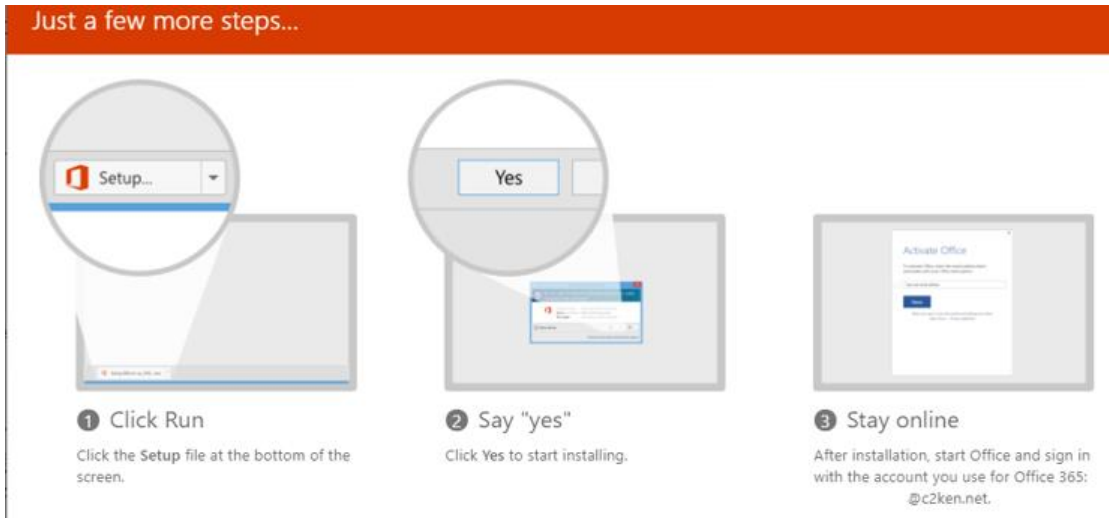 Just a few more steps...
Setup...
Yes
Activate Office
1 Click Run
Click the Setup file at the bottom of the
screen.
2 Say "yes"
Click Yes to start installing.
3 Stay online
After installation, start Office and sign in
with the account you use for Office 365:
@c2ken.net.